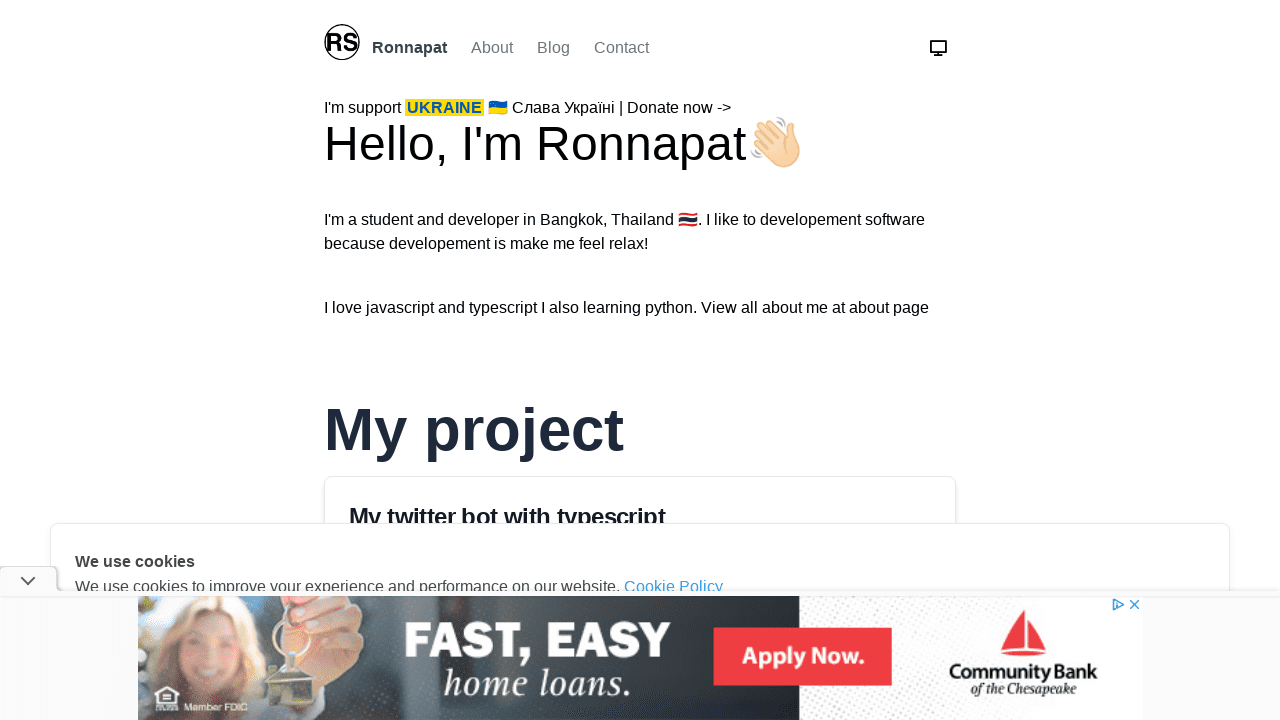 RS
Ronnapat About Blog Contact
I'm support UKRAINE 🇺🇦 Слава Україні | Donate now ->
Hello, I'm Ronnapat👋🏻
I'm a student and developer in Bangkok, Thailand 🇹🇭. I like to developement software
because developement is make me feel relax!
I love javascript and typescript I also learning python. View all about me at about page
My project
My twitter bot with typescript
We use cookies
We use cookies to improve your experience and performance on our website. Cookie Policy
FAST, EASY
home loans.
Apply Now.
Community Bank
of the Chesapeake
Member FDIC